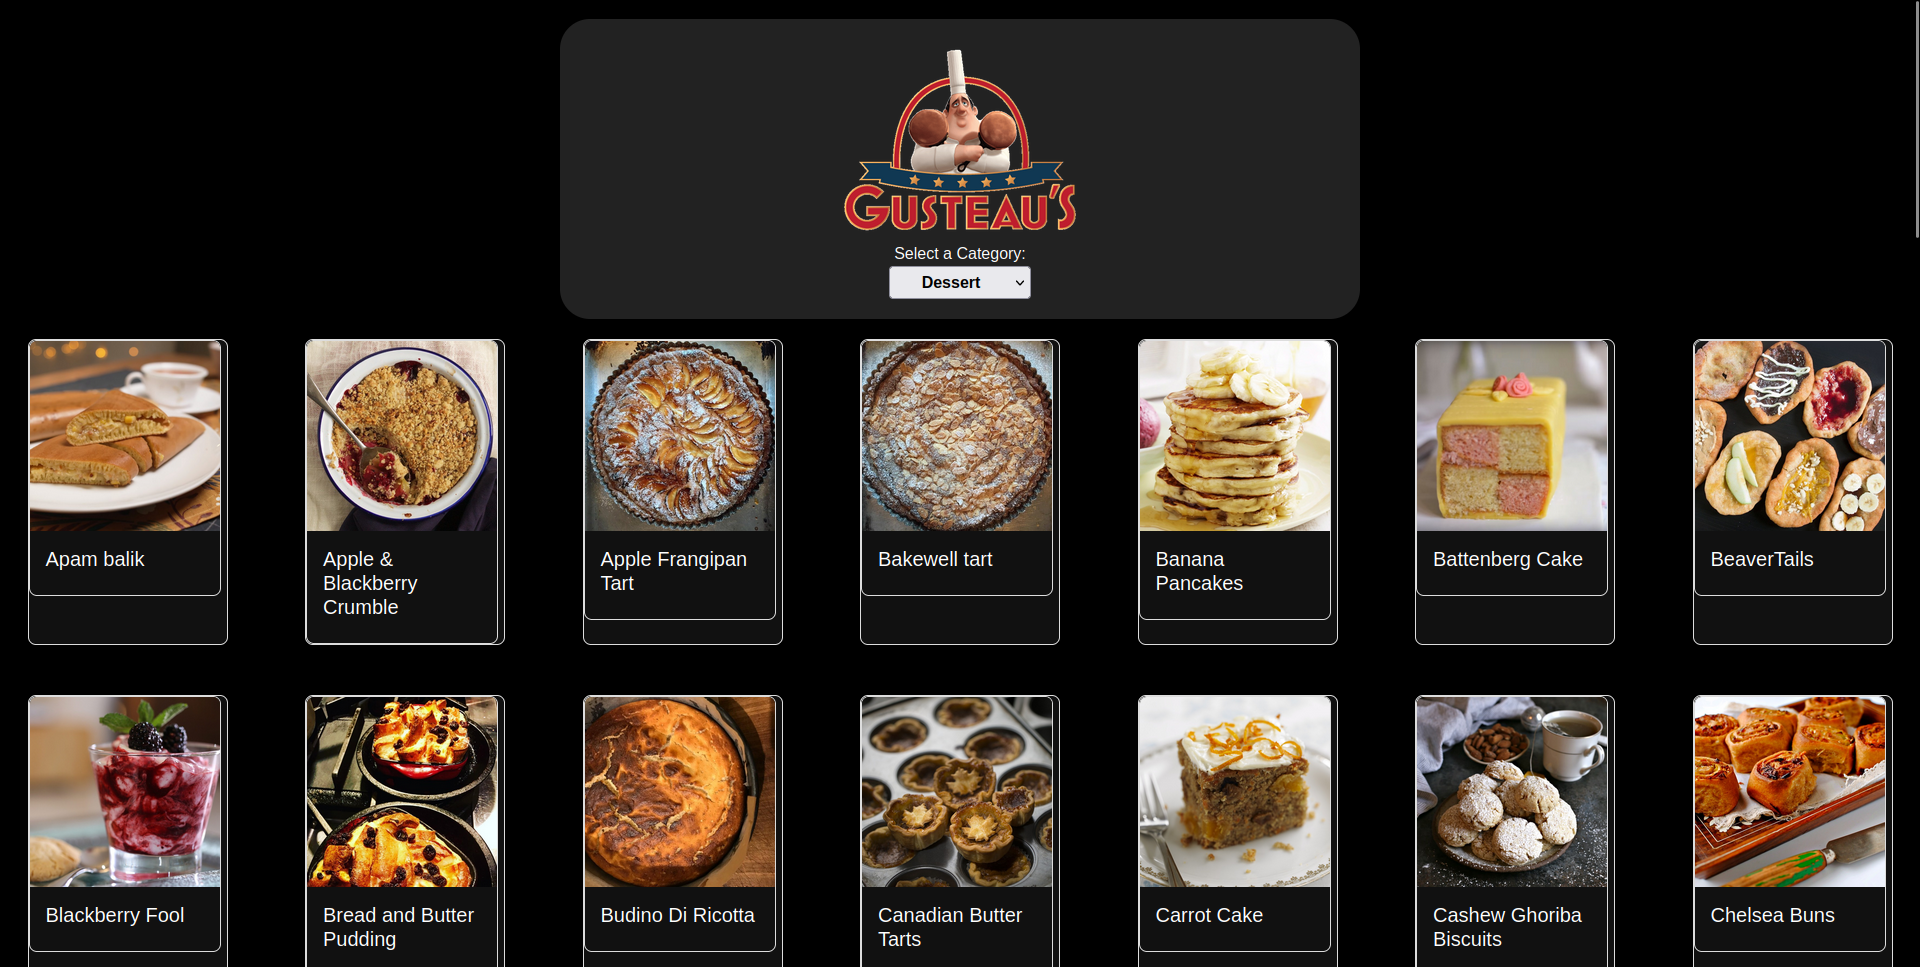 GUSTEAU'S
Select a Category:
Dessert
Apam balik
Apple &
Blackberry
Crumble
Apple Frangipan
Tart
Bakewell tart
Banana
Pancakes
Battenberg Cake
BeaverTails
Blackberry Fool
Bread and Butter
Pudding
Budino Di Ricotta
Canadian Butter
Tarts
Carrot Cake
Cashew Ghoriba
Biscuits
Chelsea Buns